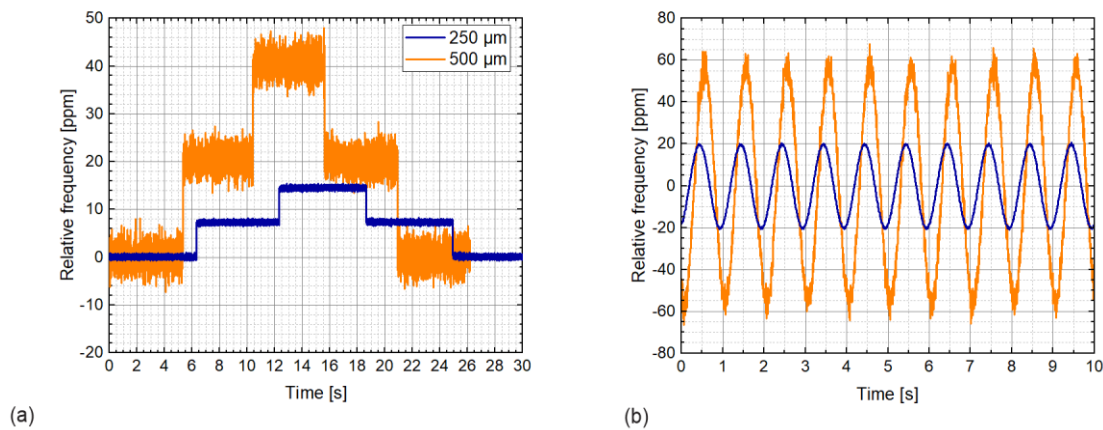 50
40
30
20
10
0
-10
-20
Relative frequency [ppm]
250 µm
500 µm
0 2 4 6 8 10 12 14 16 18 20 22 24 26 28 30
Time [s]
(a)
80
60
40
20
0
-20
-40
-60
-80
Relative frequency [ppm]
0 1 2 3 4 5 6 7 8 9 10
Time [s]
(b)